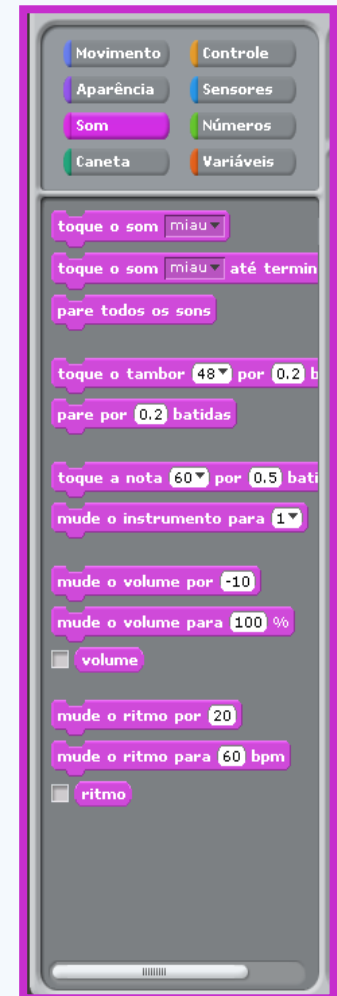 Movimento Controle
Aparência Sensores
Som Números
Caneta Variáveis
toque o som miau
toque o som miau até termin
pare todos os sons
toque o tambor 48 por 0.2 b
pare por 0.2 batidas
toque a nota 60 por 0.5 bati
mude o instrumento para 1
mude o volume por -10
mude o volume para 100 %
volume
mude o ritmo por 20
mude o ritmo para 60 bpm
ritmo